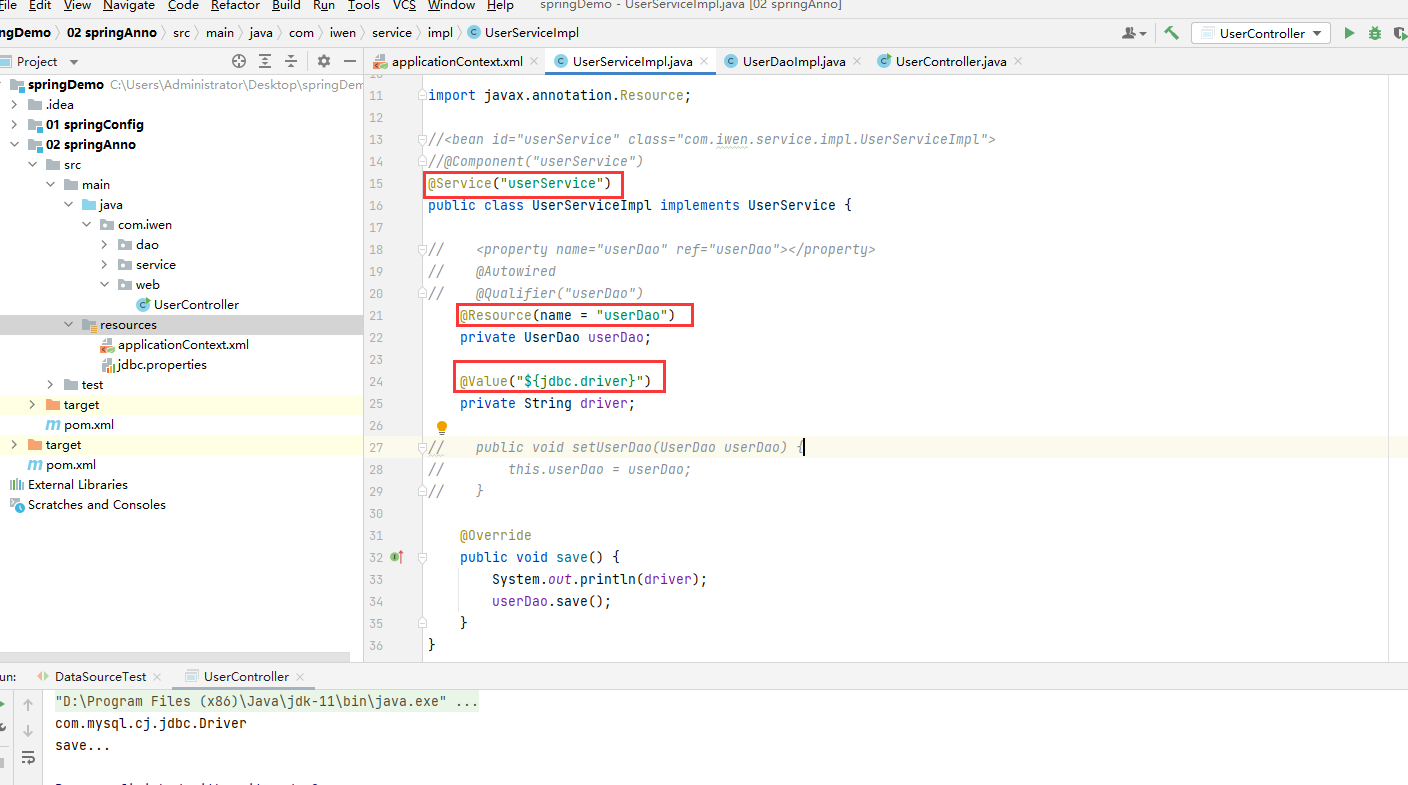 File Edit View Navigate Code Refactor Build Run Tools VCS Window Help springDemo - UserServiceImpl.java [02 springAnno]
ngDemo 02 springAnno src main java com iwen service impl UserServiceImpl UserController
Project applicationContext.xml UserServiceImpl.java UserDaoImpl.java UserController.java
springDemo C:\Users\Administrator\Desktop\springDem
.idea
01 springConfig
02 springAnno
src
main
java
com.iwen
dao
service
web
UserController
resources
applicationContext.xml
jdbc.properties
test
target
pom.xml
target
pom.xml
External Libraries
Scratches and Consoles
11 import javax.annotation.Resource;
12
13 //<bean id="userService" class="com.iwen.service.impl.UserServiceImpl">
14 //@Component("userService")
15 @Service("userService")
16 public class UserServiceImpl implements UserService {
17
18 // <property name="userDao" ref="userDao"></property>
19 // @Autowired
20 // @Qualifier("userDao")
21 @Resource(name = "userDao")
22 private UserDao userDao;
23
24 @Value("${jdbc.driver}")
25 private String driver;
26
27 // public void setUserDao(UserDao userDao) {
28 // this.userDao = userDao;
29 // }
30
31 @Override
32 public void save() {
33 System.out.println(driver);
34 userDao.save();
35 }
36 }
un: DataSourceTest UserController
"D:\Program Files (x86)\Java\jdk-11\bin\java.exe" ...
com.mysql.cj.jdbc.Driver
save...